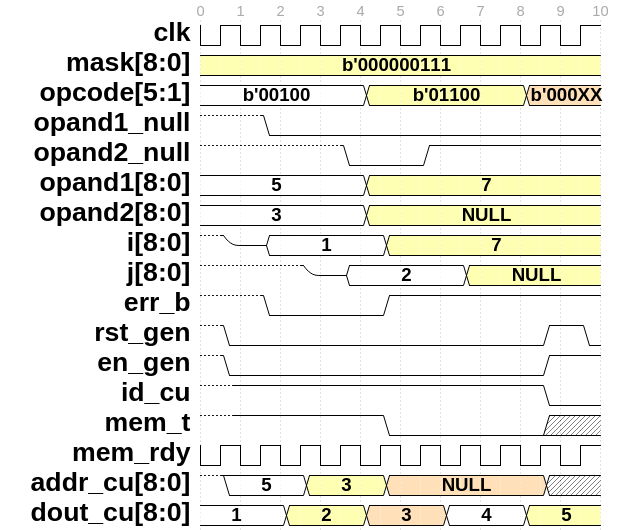 0 1 2 3 4 5 6 7 8 9 10
clk
mask[8:0] b'000000111
opcode[5:1] b'00100 b'01100 b'000XX
opand1_null
opand2_null
opand1[8:0] 5 7
opand2[8:0] 3 NULL
i[8:0] 1 7
j[8:0] 2 NULL
err_b
rst_gen
en_gen
id_cu
mem_t
mem_rdy
addr_cu[8:0] 5 3 NULL
dout_cu[8:0] 1 2 3 4 5